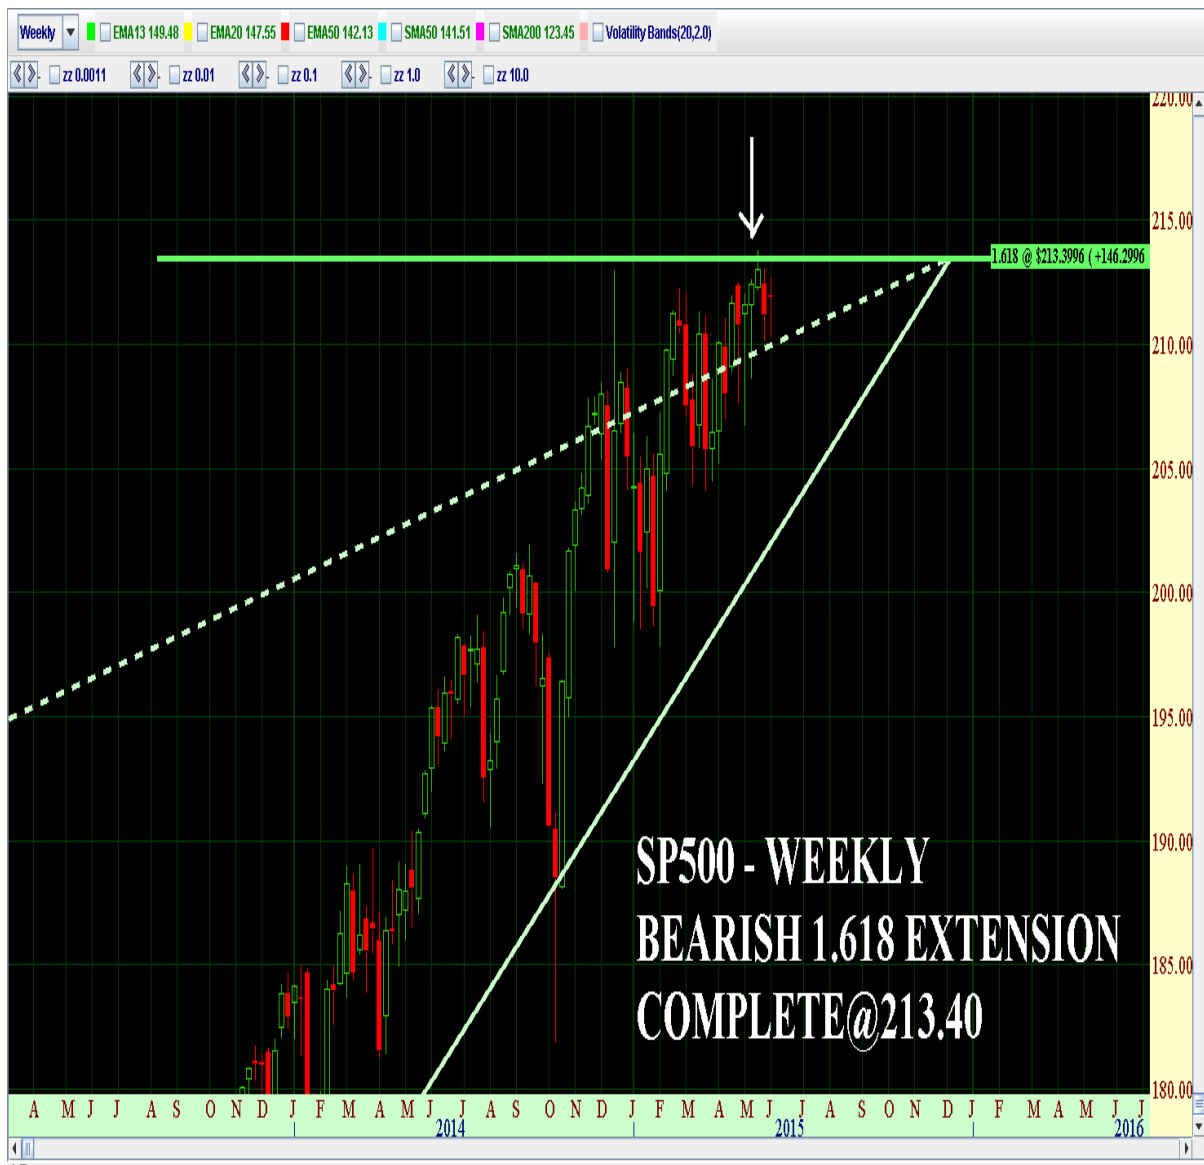 Weekly EMA13 149.48 EMA20 147.55 EMA50 142.13 SMA50 141.51 SMA200 123.45 Volatility Bands(20,2.0)
zz 0.0011 zz 0.01 zz 0.1 zz 1.0 zz 10.0
220.00
215.00
1.618 @ $213.3996 ( +146.2996
210.00
205.00
200.00
195.00
190.00
SP500 - WEEKLY
BEARISH 1.618 EXTENSION
185.00
COMPLETE@213.40
180.00
A M J J A S O N D J F M A M J J A S O N D J F M A M J J A S O N D J F M A M J J
2014 2015 2016